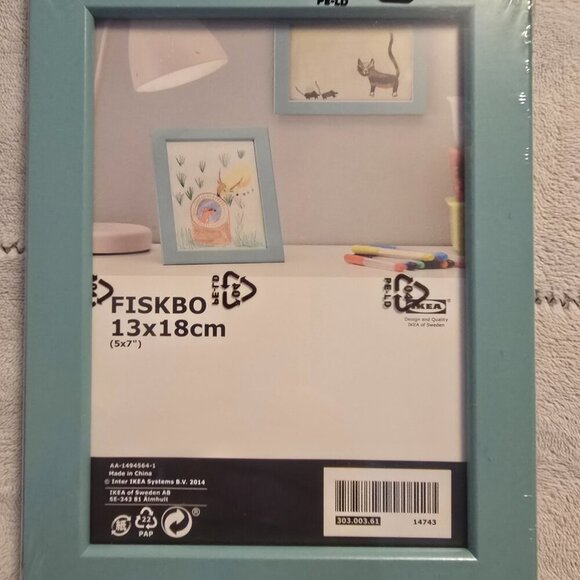 PE-LD
FISKBO
13x18cm
(5x7")
PE-LD
04
PE-LD
04
IKEA
Design and Quality
IKEA of Sweden
AA-1494564-1
Made in China
© Inter IKEA Systems B.V. 2014
IKEA of Sweden AB
SE-343 81 Älmhult
22
PAP
®
303.003.61
14743